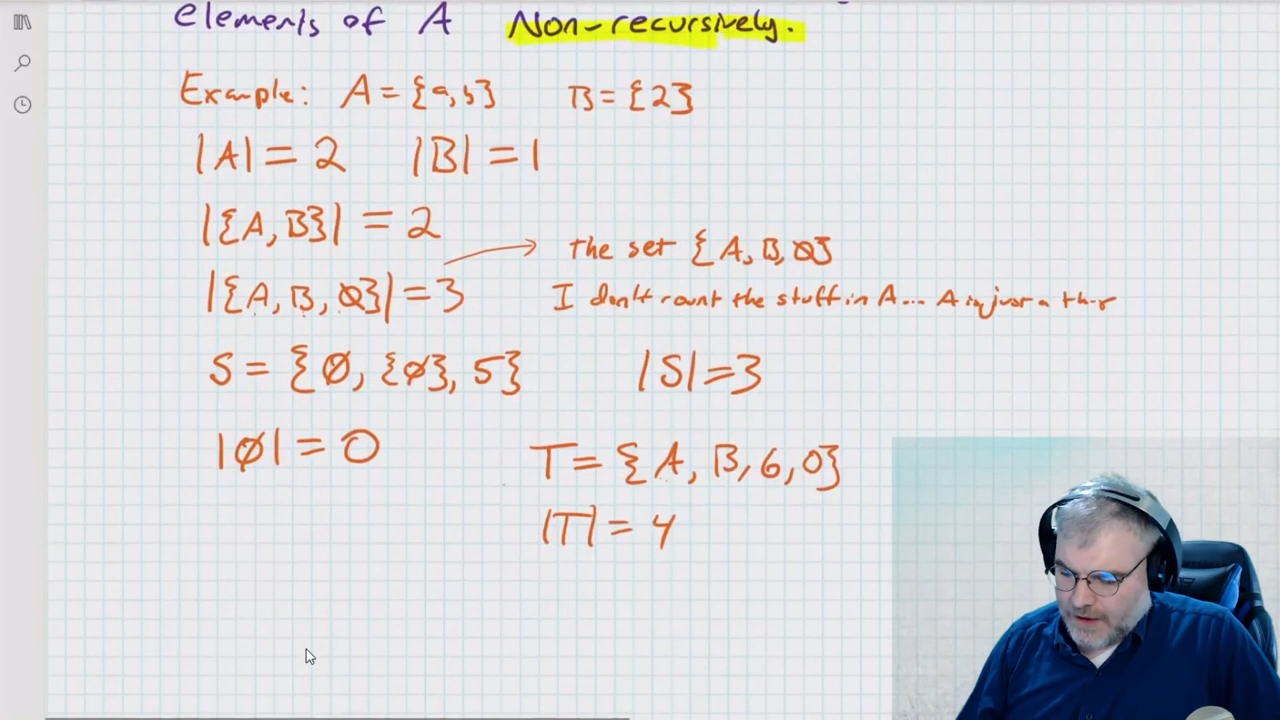 elements of A Non-recursively.
Example: A = {a, b} B = {2}
|A| = 2 |B| = 1
|{A, B}| = 2
the set {A, B, ∅}
|{A, B, ∅}| = 3
I don't count the stuff in A... A is just a thing
S = {∅, {∅}, 5} |S| = 3
|∅| = 0
T = {A, B, 6, 0}
|T| = 4